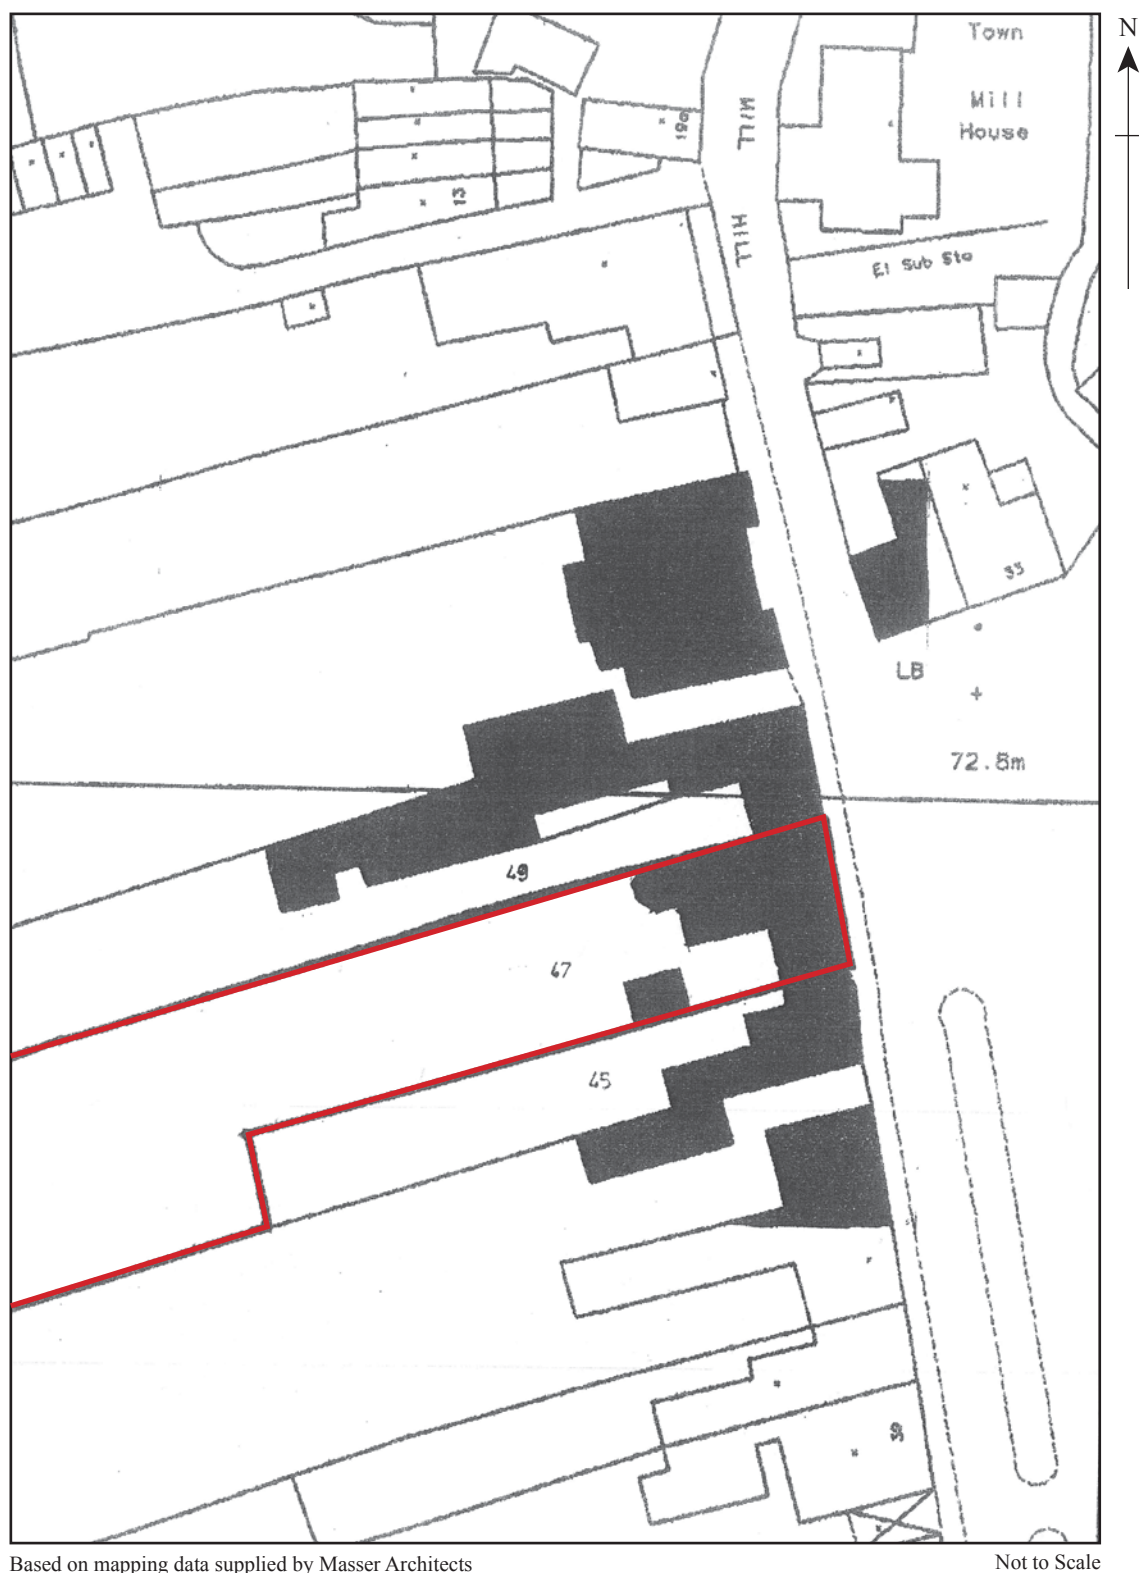 N
Town
Mill
House
MILL
HILL
19a
13
El Sub Sta
33
LB
72.8m
49
47
45
39
Based on mapping data supplied by Masser Architects
Not to Scale